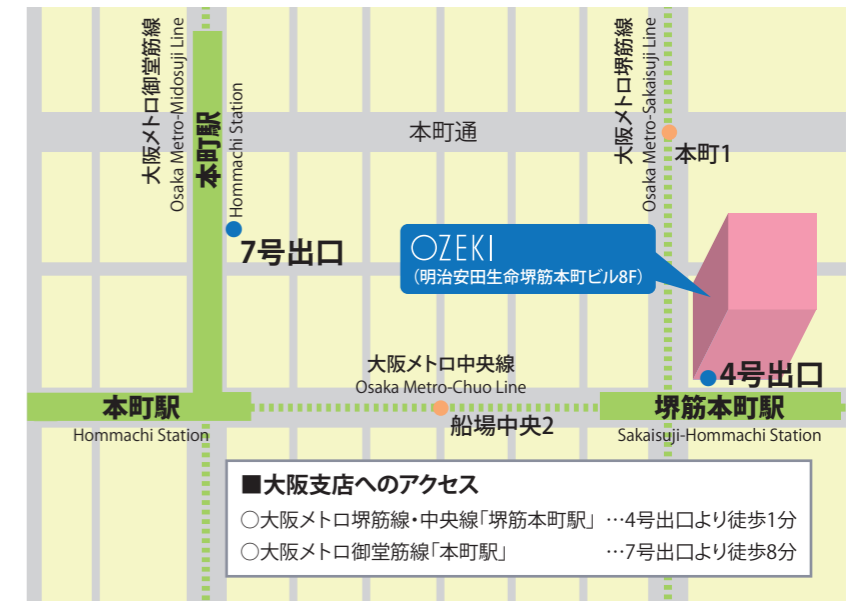 大阪メトロ御堂筋線
Osaka Metro-Midosuji Line
本町駅
Hommachi Station
本町通
大阪メトロ堺筋線
Osaka Metro-Sakaisuji Line
本町1
7号出口
OZEKI
（明治安田生命堺筋本町ビル8F）
大阪メトロ中央線
Osaka Metro-Chuo Line
4号出口
本町駅
Hommachi Station
船場中央2
堺筋本町駅
Sakaisuji-Hommachi Station
■大阪支店へのアクセス
○大阪メトロ堺筋線・中央線「堺筋本町駅」 …4号出口より徒歩1分
○大阪メトロ御堂筋線「本町駅」 …7号出口より徒歩8分